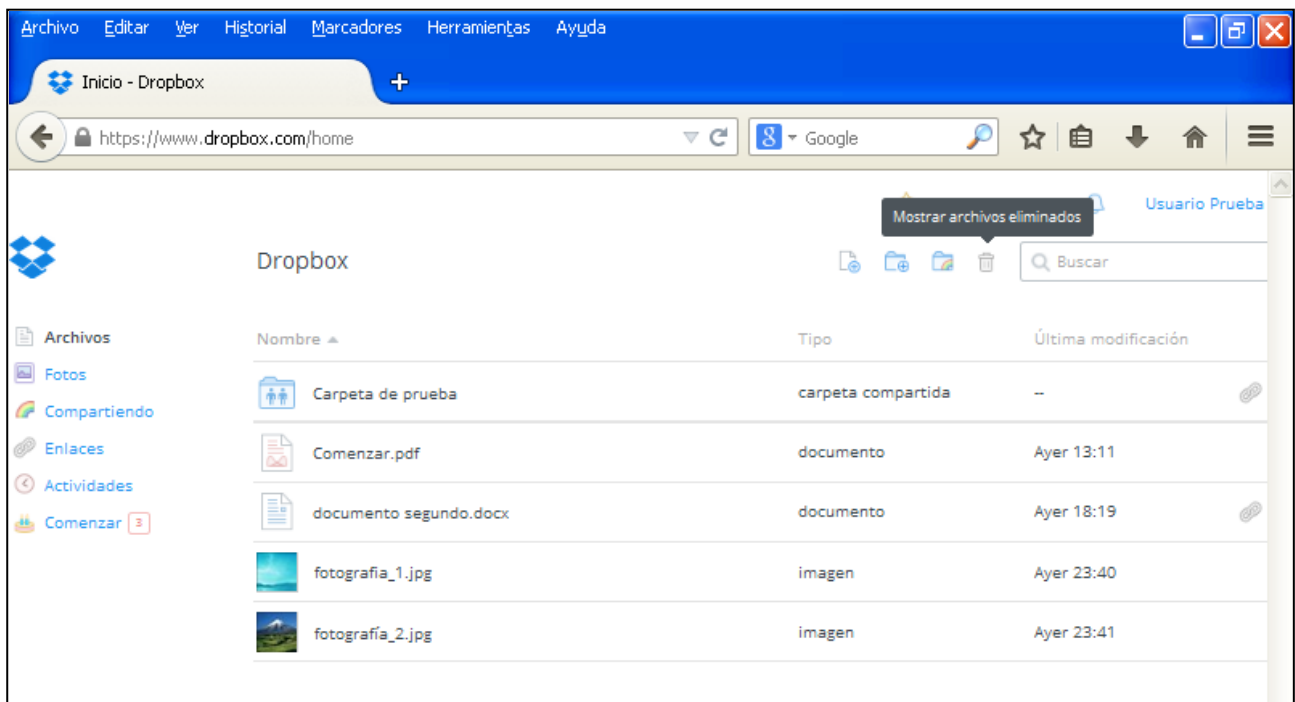 Archivo Editar Ver Historial Marcadores Herramientas Ayuda
Inicio - Dropbox
https://www.dropbox.com/home
8 Google
Mostrar archivos eliminados
Usuario Prueba
Dropbox
Buscar
Archivos
Fotos
Compartiendo
Enlaces
Actividades
Comenzar 3
Nombre Tipo Última modificación
Carpeta de prueba carpeta compartida --
Comenzar.pdf documento Ayer 13:11
documento segundo.docx documento Ayer 18:19
fotografia_1.jpg imagen Ayer 23:40
fotografía_2.jpg imagen Ayer 23:41